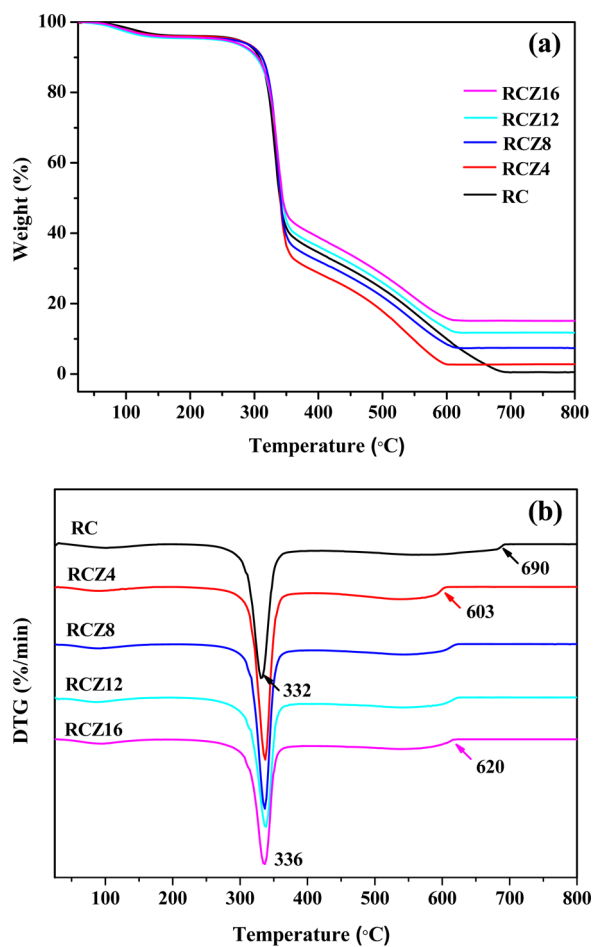 (a)
100
80
60
40
20
0
Weight (%)
RCZ16
RCZ12
RCZ8
RCZ4
RC
100 200 300 400 500 600 700 800
Temperature (°C)
(b)
RC
690
RCZ4
603
RCZ8
332
RCZ12
RCZ16
620
336
DTG (%/min)
100 200 300 400 500 600 700 800
Temperature (°C)